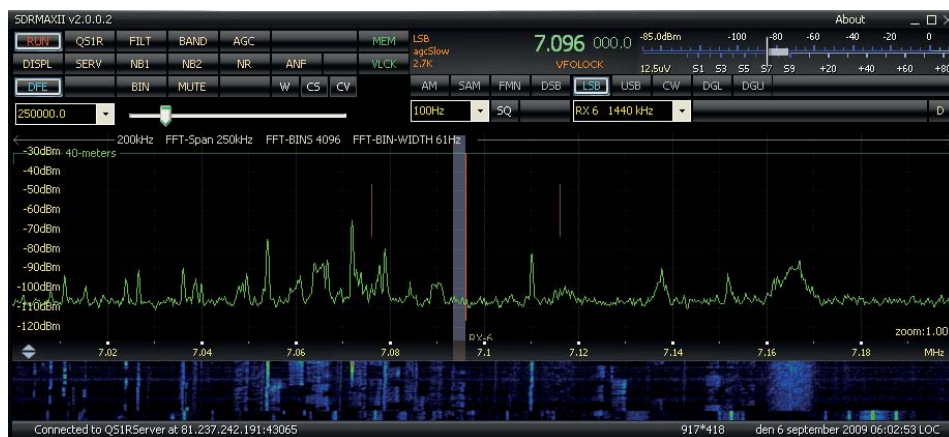 SDRMAXII v2.0.0.2 About
RUN QS1R FILT BAND AGC MEM
DISPL SERV NB1 NB2 NR ANF VLCK
DFE BIN MUTE W CS CV
LSB
agcSlow
2.7K
7.096 000.0
VFOLOCK
-85.0dBm -100 -80 -60 -40 -20 0
12.5uV S1 S3 S5 S7 S9 +20 +40 +60 +80
AM SAM FMN DSB LSB USB CW DGL DGU
250000.0
100Hz SQ RX 6 1440 kHz D
200kHz FFT-Span 250kHz FFT-BINS 4096 FFT-BIN-WIDTH 61Hz
-30dBm 40-meters
-40dBm
-50dBm
-60dBm
-70dBm
-80dBm
-90dBm
-100dBm
-110dBm
-120dBm
RX-6
zoom:1.00
7.02 7.04 7.06 7.08 7.1 7.12 7.14 7.16 7.18 MHz
Connected to QS1RServer at 81.237.242.191:43065 917*418 den 6 september 2009 06:02:53 LOC